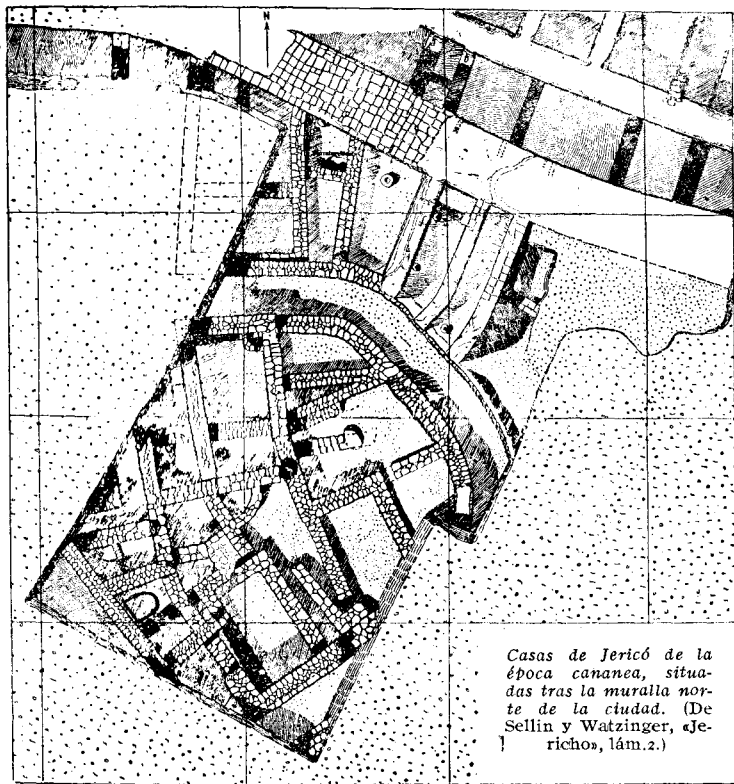 N
Casas de Jericó de la
época cananea, situa-
das tras la muralla nor-
te de la ciudad. (De
Sellin y Watzinger, «Je-
richo», lám.2.)